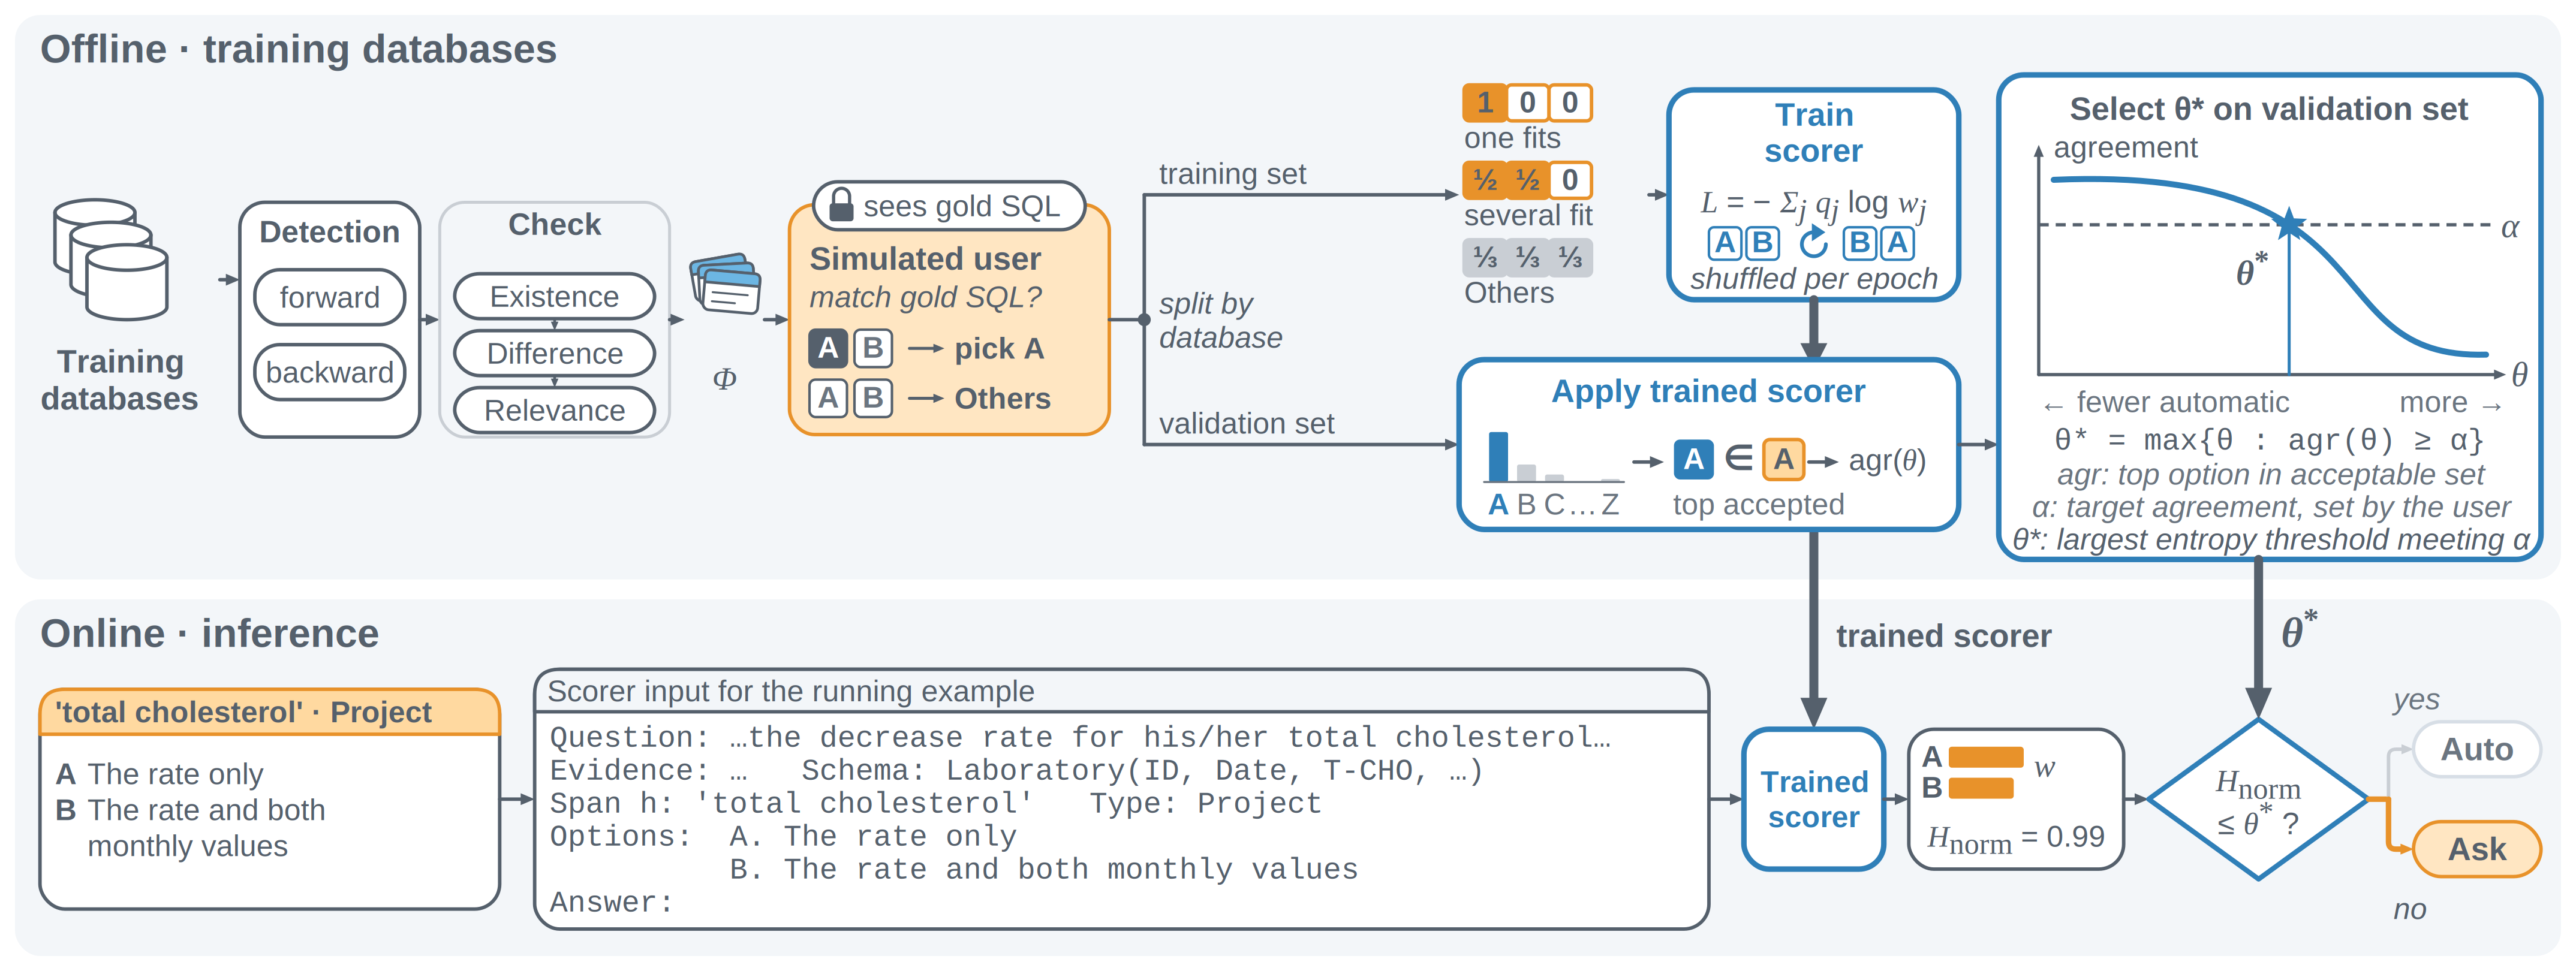 Offline · training databases
Training
databases
Detection
forward
backward
Check
Existence
Difference
Relevance
Φ
sees gold SQL
Simulated user
match gold SQL?
A B → pick A
A B → Others
training set
split by
database
validation set
1 0 0
one fits
½ ½ 0
several fit
⅓ ⅓ ⅓
Others
Train
scorer
L = − Σj qj log wj
A B B A
shuffled per epoch
Apply trained scorer
A B C … Z
A ∈ A → agr(θ)
top accepted
Select θ* on validation set
agreement
α
θ*
θ
← fewer automatic more →
θ* = max{θ : agr(θ) ≥ α}
agr: top option in acceptable set
α: target agreement, set by the user
θ*: largest entropy threshold meeting α
Online · inference
trained scorer
θ*
'total cholesterol' · Project
A The rate only
B The rate and both
monthly values
Scorer input for the running example
Question: …the decrease rate for his/her total cholesterol…
Evidence: … Schema: Laboratory(ID, Date, T-CHO, …)
Span h: 'total cholesterol' Type: Project
Options: A. The rate only
B. The rate and both monthly values
Answer:
Trained
scorer
A
B
w
Hnorm = 0.99
Hnorm
≤ θ* ?
yes
Auto
Ask
no